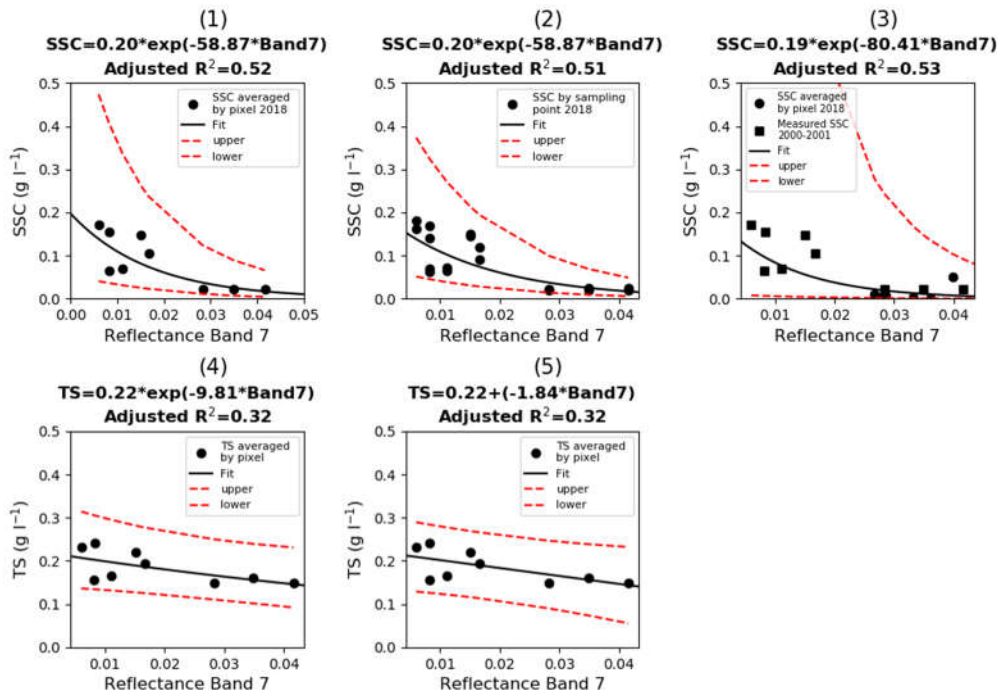 (1)
SSC=0.20*exp(-58.87*Band7)
Adjusted R²=0.52
0.5
0.4
0.3
0.2
0.1
0.0
SSC (g l⁻¹)
SSC averaged
by pixel 2018
Fit
upper
lower
0.00 0.01 0.02 0.03 0.04 0.05
Reflectance Band 7
(2)
SSC=0.20*exp(-58.87*Band7)
Adjusted R²=0.51
0.5
0.4
0.3
0.2
0.1
0.0
SSC (g l⁻¹)
SSC by sampling
point 2018
Fit
upper
lower
0.01 0.02 0.03 0.04
Reflectance Band 7
(3)
SSC=0.19*exp(-80.41*Band7)
Adjusted R²=0.53
0.5
0.4
0.3
0.2
0.1
0.0
SSC (g l⁻¹)
SSC averaged
by pixel 2018
Measured SSC
2000-2001
Fit
upper
lower
0.01 0.02 0.03 0.04
Reflectance Band 7
(4)
TS=0.22*exp(-9.81*Band7)
Adjusted R²=0.32
0.5
0.4
0.3
0.2
0.1
0.0
TS (g l⁻¹)
TS averaged
by pixel
Fit
upper
lower
0.01 0.02 0.03 0.04
Reflectance Band 7
(5)
TS=0.22+(-1.84*Band7)
Adjusted R²=0.32
0.5
0.4
0.3
0.2
0.1
0.0
TS (g l⁻¹)
TS averaged
by pixel
Fit
upper
lower
0.01 0.02 0.03 0.04
Reflectance Band 7